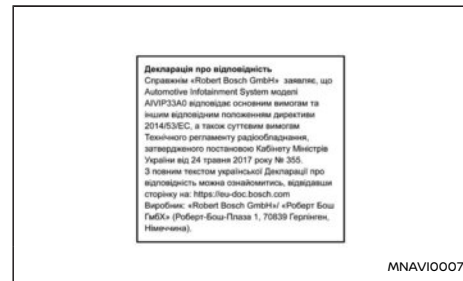 Декларація про відповідність
Справжнім «Robert Bosch GmbH» заявляє, що
Automotive Infotainment System моделі
AIVIP33A0 відповідає основним вимогам та
іншим відповідним положенням директиви
2014/53/EC, а також суттєвим вимогам
Технічного регламенту радіообладнання,
затвердженого постановою Кабінету Міністрів
України від 24 травня 2017 року № 355.
З повним текстом української Декларації про
відповідність можна ознайомитись, відвідавши
сторінку на: https://eu-doc.bosch.com
Виробник: «Robert Bosch GmbH»/ «Роберт Бош
ГмбХ» (Роберт-Бош-Плаза 1, 70839 Герлінген,
Німеччина).
MNAVI0007